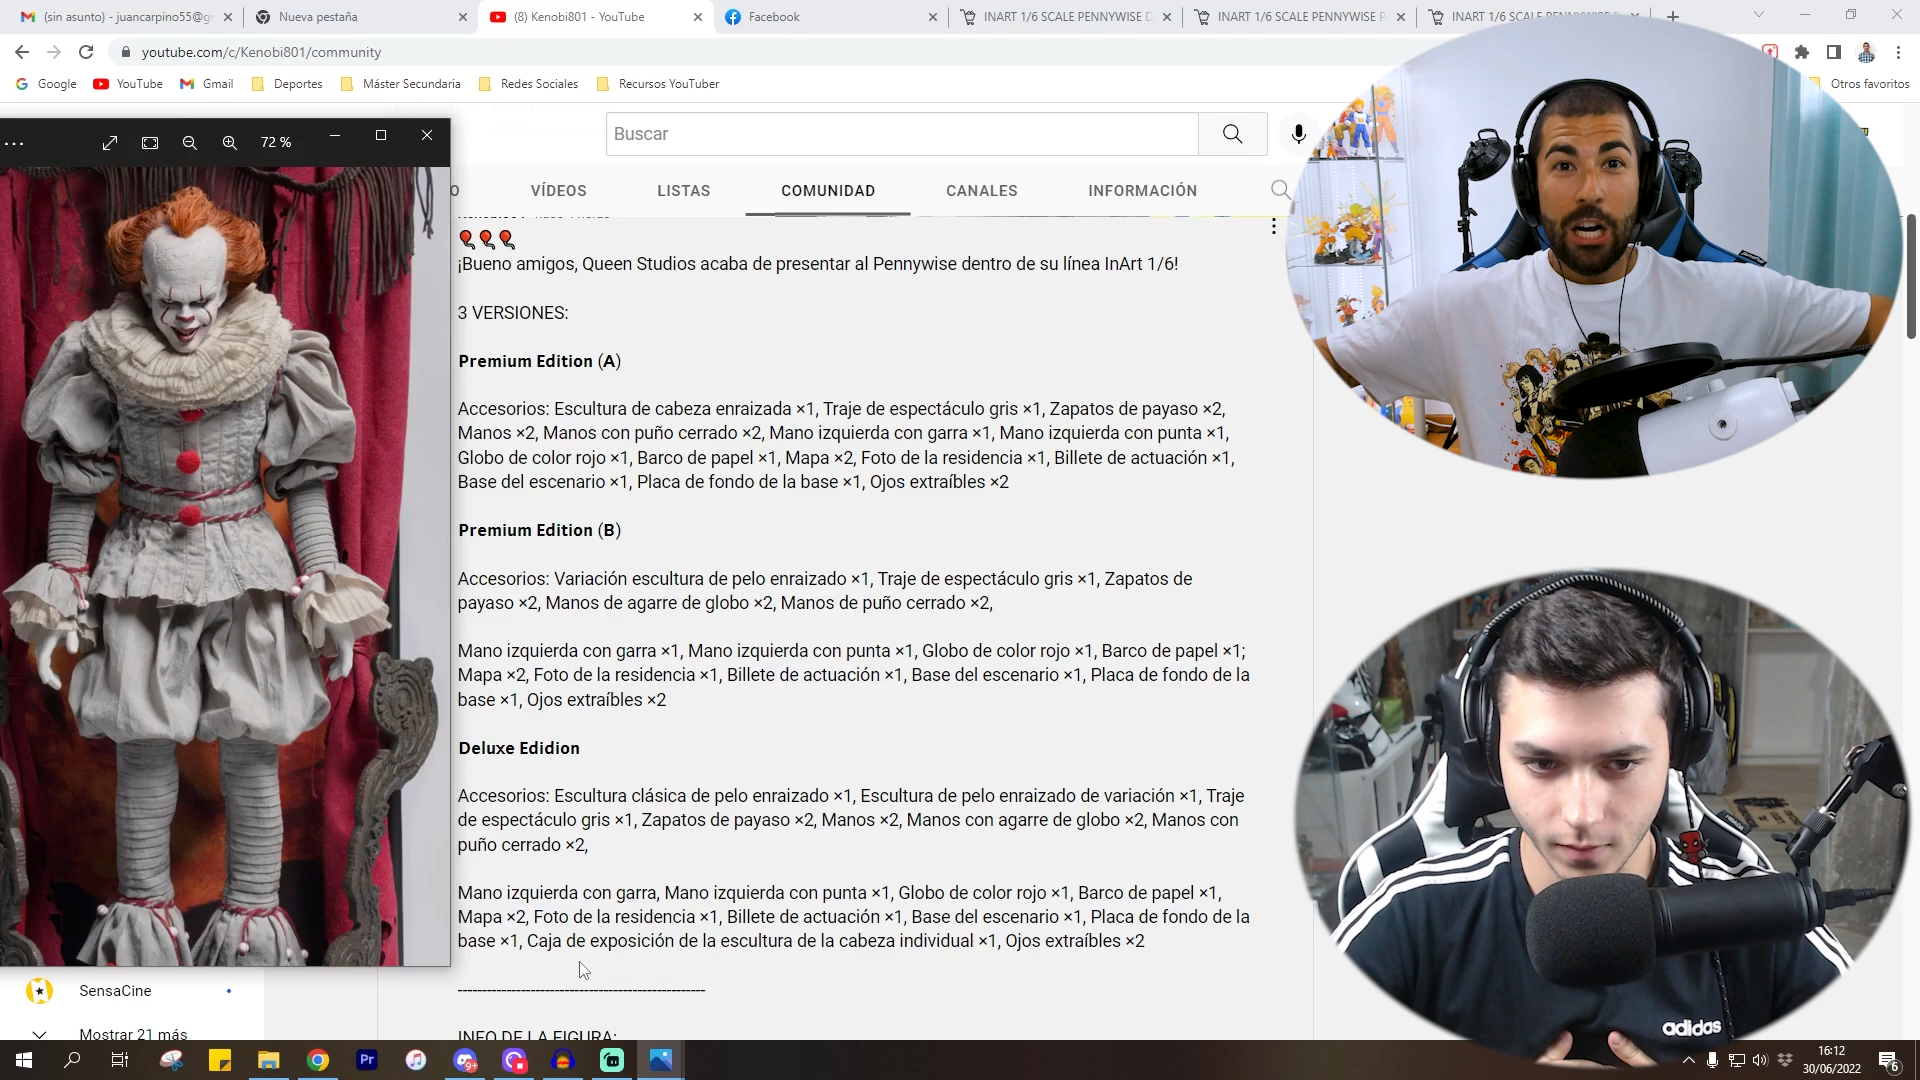 (sin asunto) - juancarpino55@gr
Nueva pestaña
(8) Kenobi801 - YouTube
Facebook
INART 1/6 SCALE PENNYWISE D
INART 1/6 SCALE PENNYWISE P
INART 1/6 SCALE PENNYWISE
youtube.com/c/Kenobi801/community
Google
YouTube
Gmail
Deportes
Máster Secundaria
Redes Sociales
Recursos YouTuber
Otros favoritos
72 %
Buscar
O
VÍDEOS
LISTAS
COMUNIDAD
CANALES
INFORMACIÓN
¡Bueno amigos, Queen Studios acaba de presentar al Pennywise dentro de su línea InArt 1/6!
3 VERSIONES:
Premium Edition (A)
Accesorios: Escultura de cabeza enraizada ×1, Traje de espectáculo gris ×1, Zapatos de payaso ×2,
Manos ×2, Manos con puño cerrado ×2, Mano izquierda con garra ×1, Mano izquierda con punta ×1,
Globo de color rojo ×1, Barco de papel ×1, Mapa ×2, Foto de la residencia ×1, Billete de actuación ×1,
Base del escenario ×1, Placa de fondo de la base ×1, Ojos extraíbles ×2
Premium Edition (B)
Accesorios: Variación escultura de pelo enraizado ×1, Traje de espectáculo gris ×1, Zapatos de
payaso ×2, Manos de agarre de globo ×2, Manos de puño cerrado ×2,
Mano izquierda con garra ×1, Mano izquierda con punta ×1, Globo de color rojo ×1, Barco de papel ×1;
Mapa ×2, Foto de la residencia ×1, Billete de actuación ×1, Base del escenario ×1, Placa de fondo de la
base ×1, Ojos extraíbles ×2
Deluxe Edidion
Accesorios: Escultura clásica de pelo enraizado ×1, Escultura de pelo enraizado de variación ×1, Traje
de espectáculo gris ×1, Zapatos de payaso ×2, Manos ×2, Manos con agarre de globo ×2, Manos con
puño cerrado ×2,
Mano izquierda con garra, Mano izquierda con punta ×1, Globo de color rojo ×1, Barco de papel ×1,
Mapa ×2, Foto de la residencia ×1, Billete de actuación ×1, Base del escenario ×1, Placa de fondo de la
base ×1, Caja de exposición de la escultura de la cabeza individual ×1, Ojos extraíbles ×2
--------------------------------------------------
INFO DE LA FIGURA:
SensaCine
Mostrar 21 más
adidas
Pr
9+
16:12
30/06/2022
6